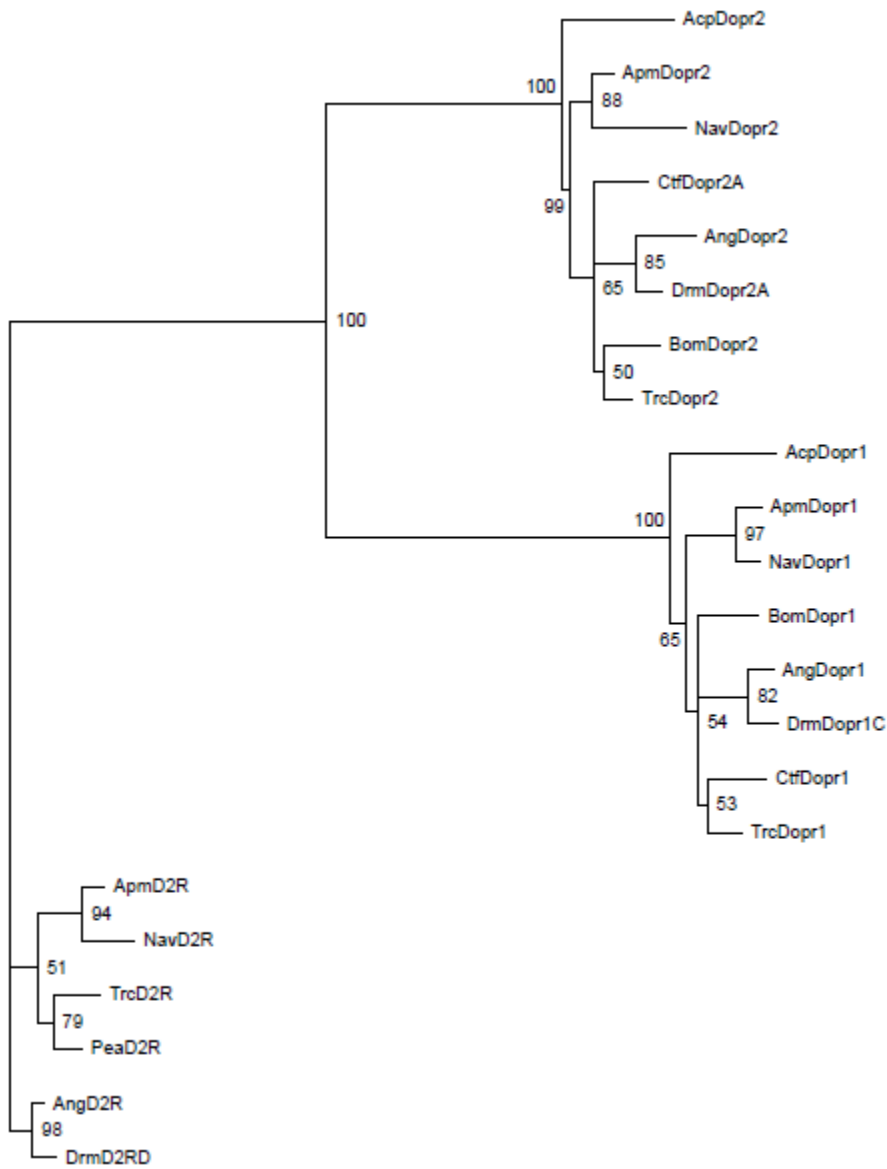 AcpDopr2
ApmDopr2
100
88
NavDopr2
CtfDopr2A
99
AngDopr2
85
65
DrmDopr2A
100
BomDopr2
50
TrcDopr2
AcpDopr1
ApmDopr1
100
97
NavDopr1
BomDopr1
65
AngDopr1
82
54
DrmDopr1C
CtfDopr1
53
TrcDopr1
ApmD2R
94
NavD2R
51
TrcD2R
79
PeaD2R
AngD2R
98
DrmD2RD